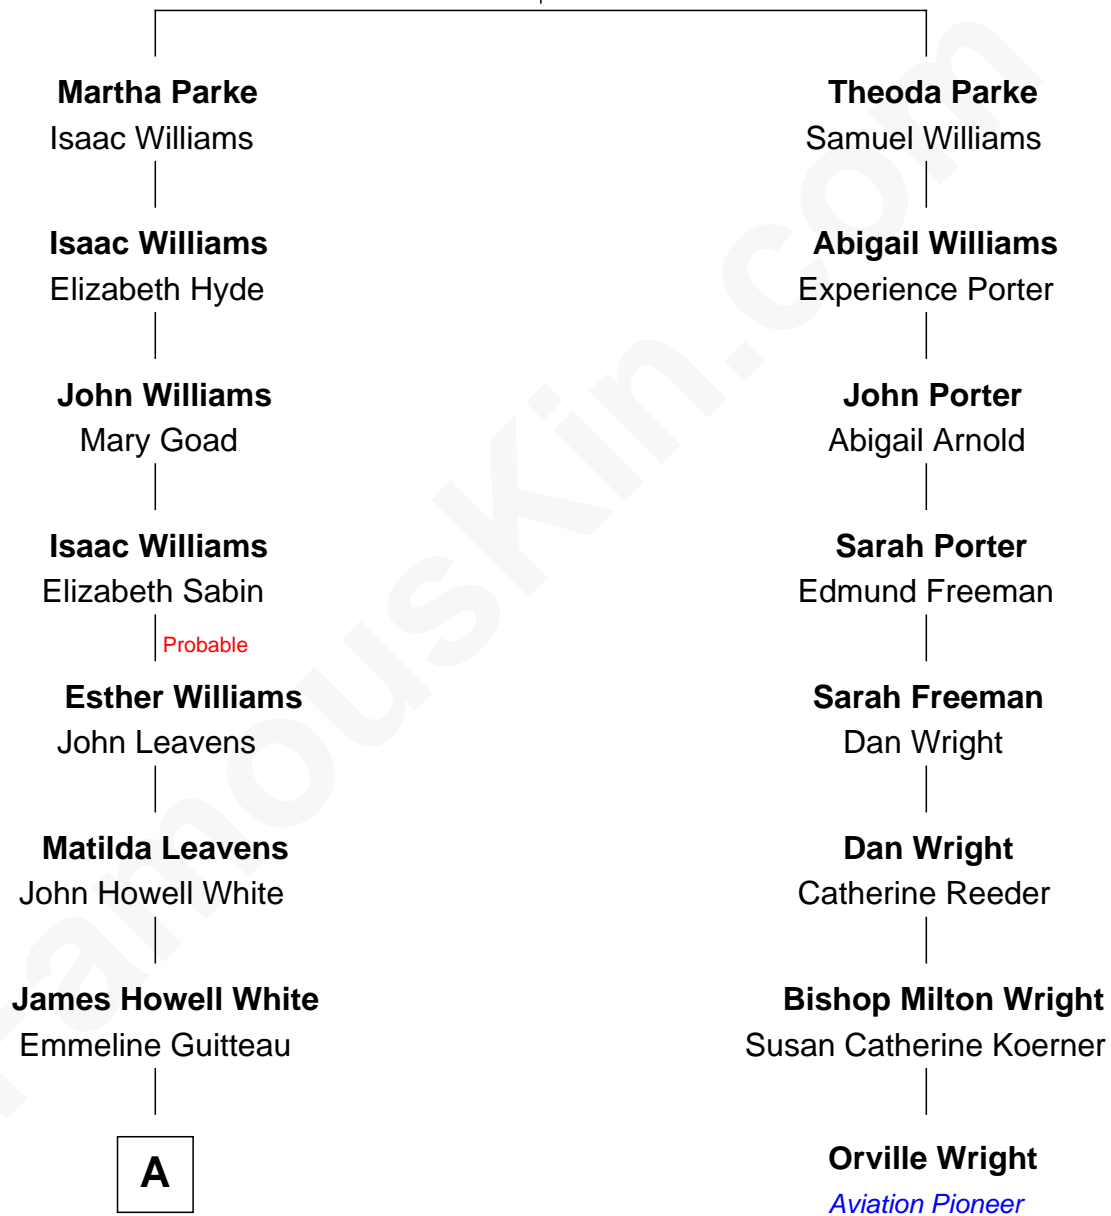 Martha Parke
Isaac Williams
Theoda Parke
Samuel Williams
Isaac Williams
Elizabeth Hyde
Abigail Williams
Experience Porter
John Williams
Mary Goad
John Porter
Abigail Arnold
Isaac Williams
Elizabeth Sabin
Sarah Porter
Edmund Freeman
Probable
Esther Williams
John Leavens
Sarah Freeman
Dan Wright
Matilda Leavens
John Howell White
Dan Wright
Catherine Reeder
James Howell White
Emmeline Guitteau
Bishop Milton Wright
Susan Catherine Koerner
A
Orville Wright
Aviation Pioneer
FamousKin.com